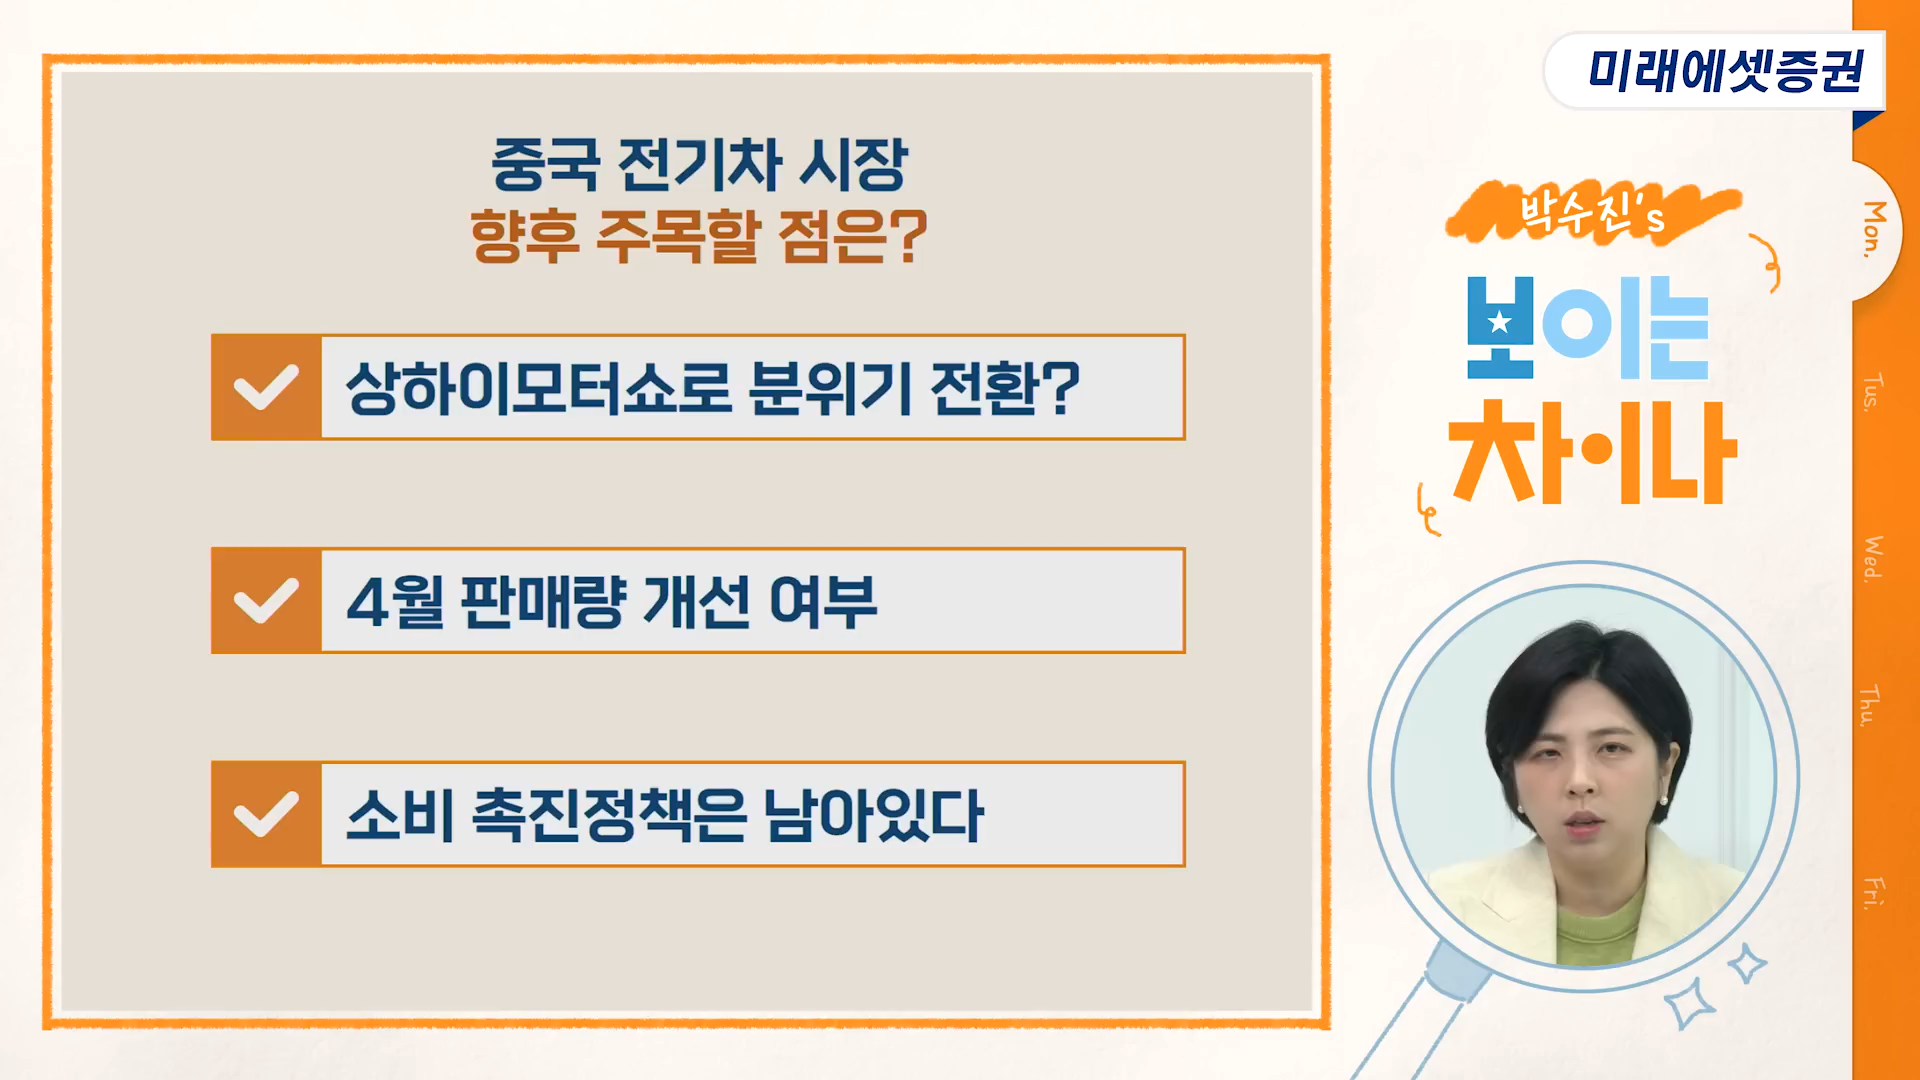 중국 전기차 시장
향후 주목할 점은?
상하이모터쇼로 분위기 전환?
4월 판매량 개선 여부
소비 촉진정책은 남아있다
미래에셋증권
박수진's
보이는
차이나
Mon.
Tus.
Wed.
Thu.
Fri.